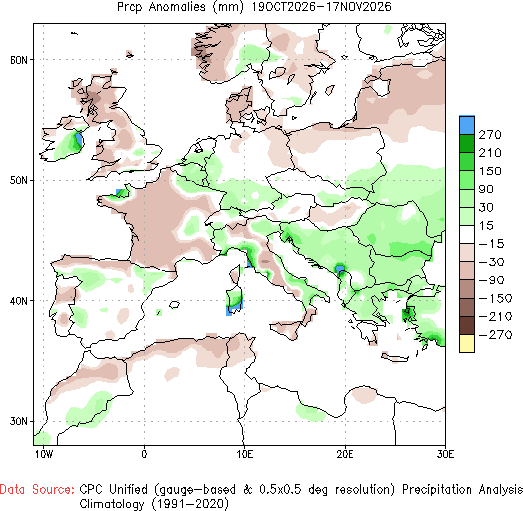 Prcp Anomalies (mm) 19OCT2026-17NOV2026
60N
50N
40N
30N
10W 0 10E 20E 30E
270
210
150
90
30
15
-15
-30
-90
-150
-210
-270
Data Source: CPC Unified (gauge-based & 0.5x0.5 deg resolution) Precipitation Analysis
Climatology (1991-2020)